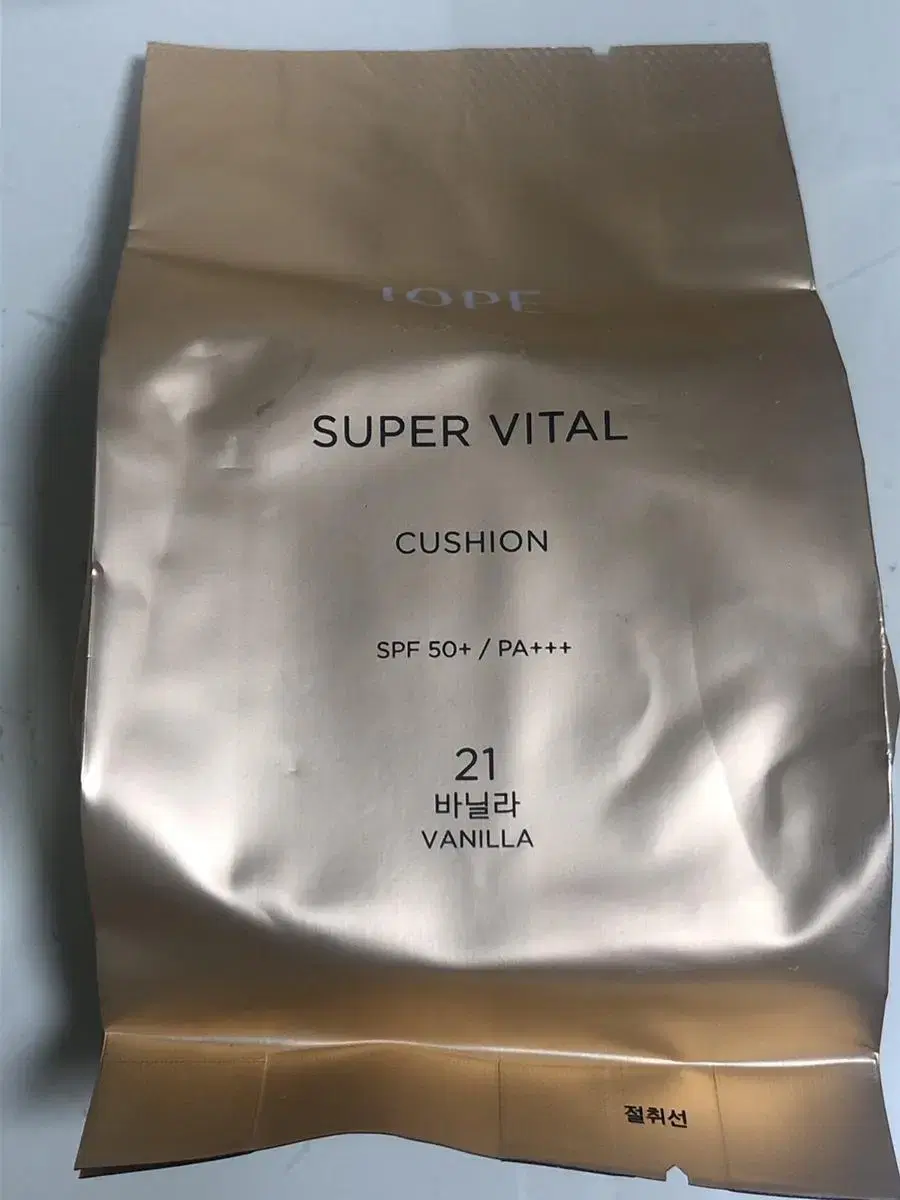 IOPE
SUPER VITAL
CUSHION
SPF 50+ / PA+++
21
바닐라
VANILLA
절취선